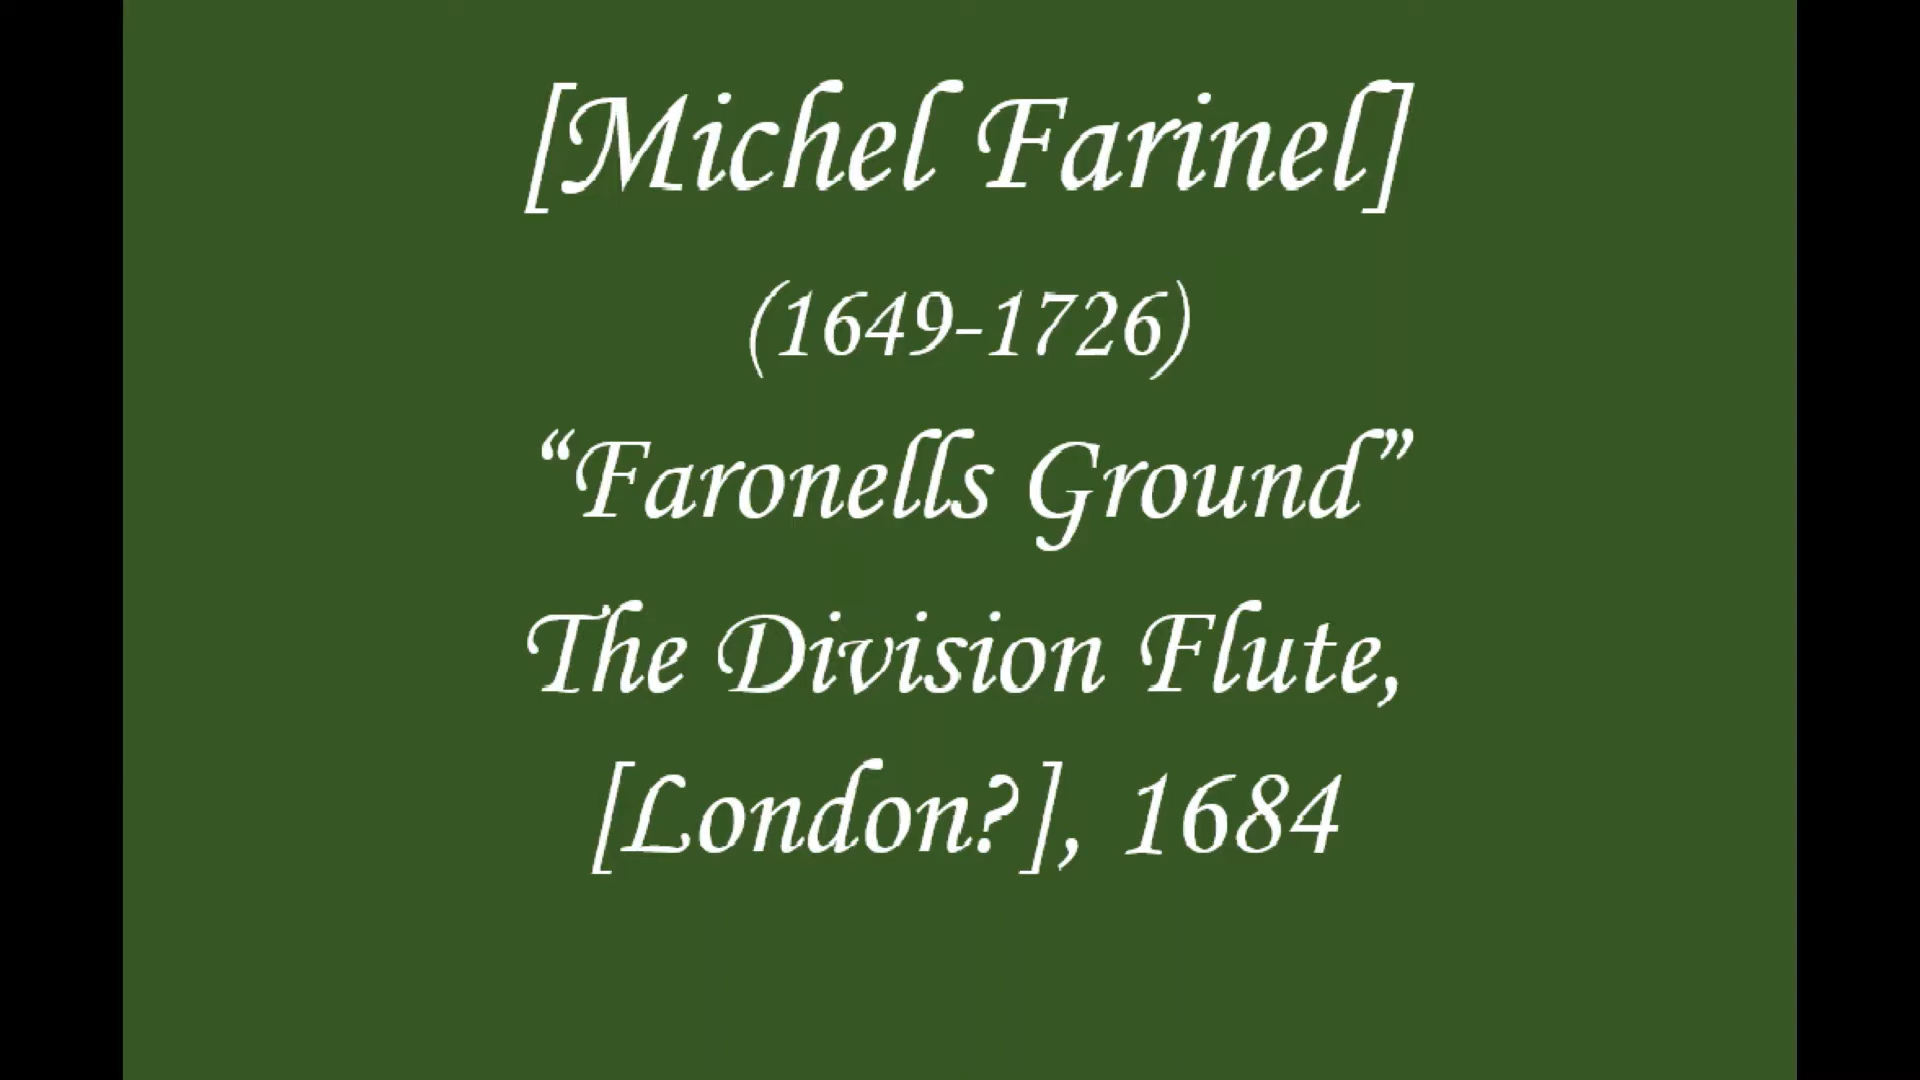 [Michel Farinel]
(1649-1726)
“Faronells Ground”
The Division Flute,
[London?], 1684